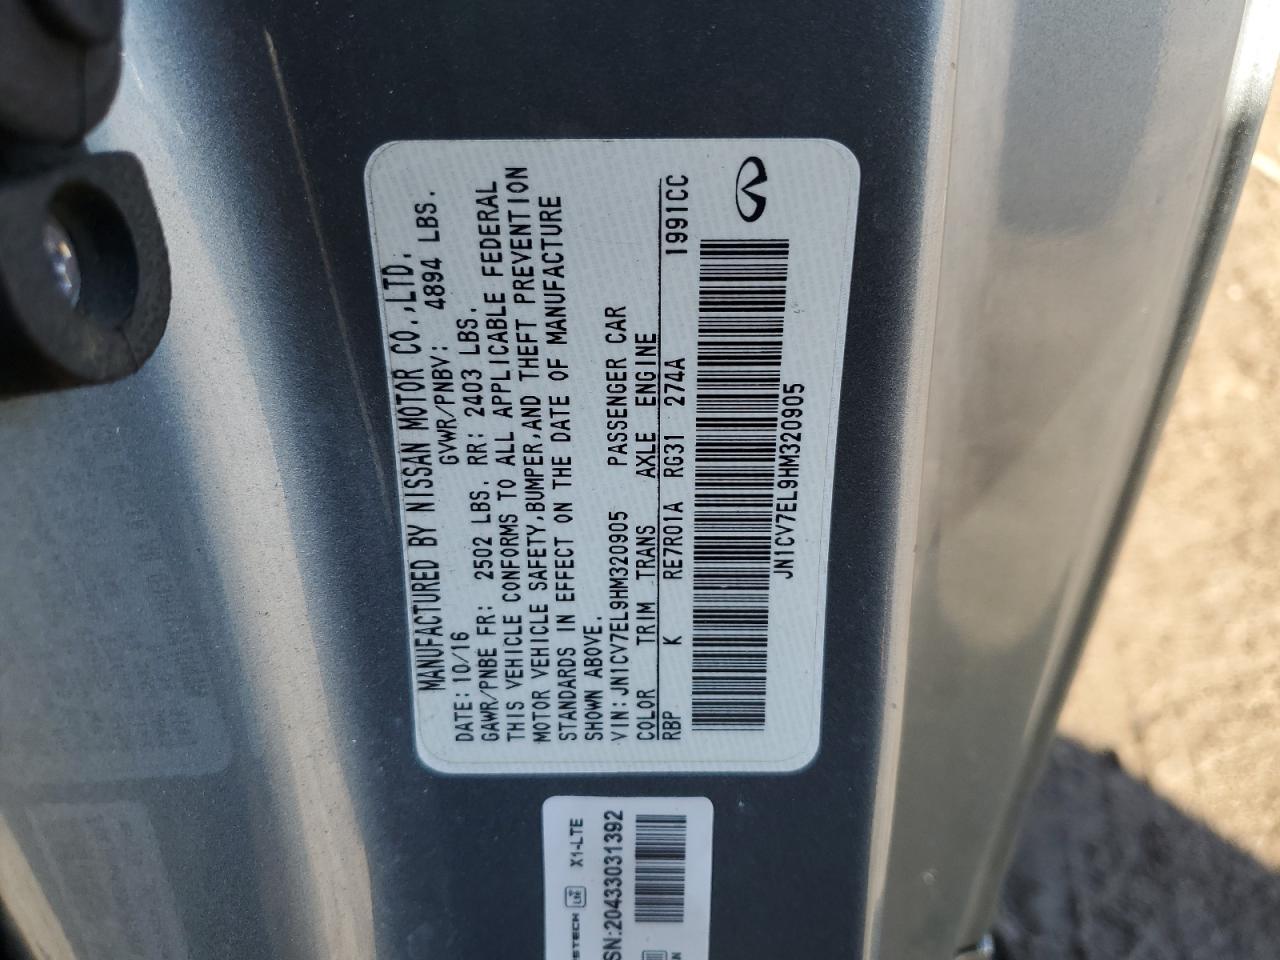 MANUFACTURED BY NISSAN MOTOR CO.,LTD.
DATE:10/16 GVWR/PNBV: 4894 LBS.
GAWR/PNBE FR: 2502 LBS. RR: 2403 LBS.
THIS VEHICLE CONFORMS TO ALL APPLICABLE FEDERAL
MOTOR VEHICLE SAFETY,BUMPER,AND THEFT PREVENTION
STANDARDS IN EFFECT ON THE DATE OF MANUFACTURE
SHOWN ABOVE.
VIN:JN1CV7EL9HM320905 PASSENGER CAR
COLOR TRIM TRANS AXLE ENGINE
RBP K RE7R01A RG31 274A 1991CC
JN1CV7EL9HM320905
X1-LTE
SN:204333031392